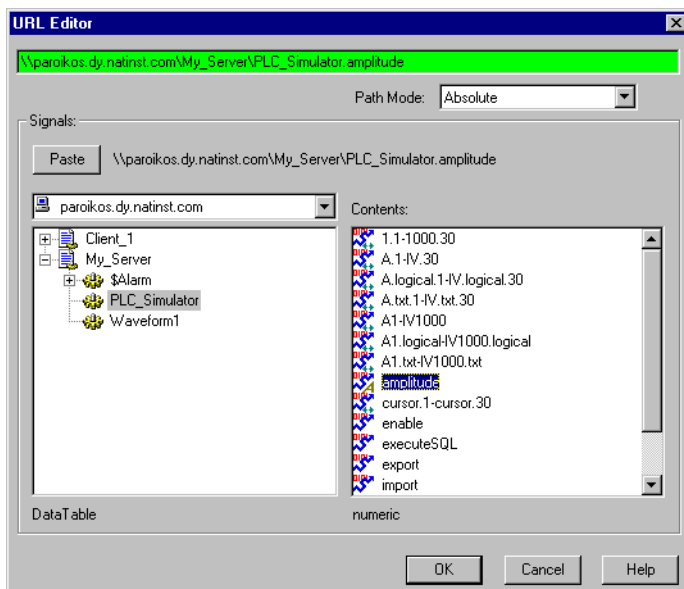 URL Editor
\\paroikos.dy.natinst.com\My_Server\PLC_Simulator.amplitude
Path Mode: Absolute
Signals:
Paste \\paroikos.dy.natinst.com\My_Server\PLC_Simulator.amplitude
paroikos.dy.natinst.com
Contents:
Client_1
My_Server
$Alarm
PLC_Simulator
Waveform1
1.1-1000.30
A.1-IV.30
A.logical.1-IV.logical.30
A.txt.1-IV.txt.30
A1-IV1000
A1.logical-IV1000.logical
A1.txt-IV1000.txt
amplitude
cursor.1-cursor.30
enable
executeSQL
export
import
DataTable
numeric
OK Cancel Help